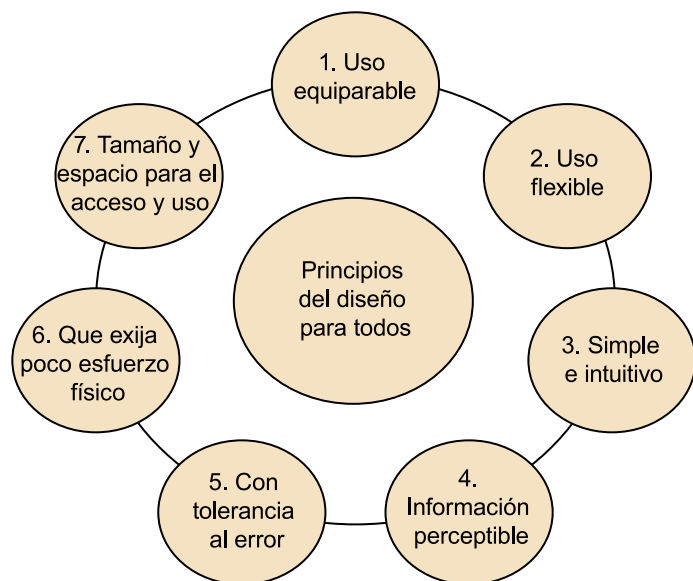 1. Uso
equiparable
2. Uso
flexible
3. Simple
e intuitivo
4.
Información
perceptible
5. Con
tolerancia
al error
6. Que exija
poco esfuerzo
físico
7. Tamaño y
espacio para el
acceso y uso
Principios
del diseño
para todos